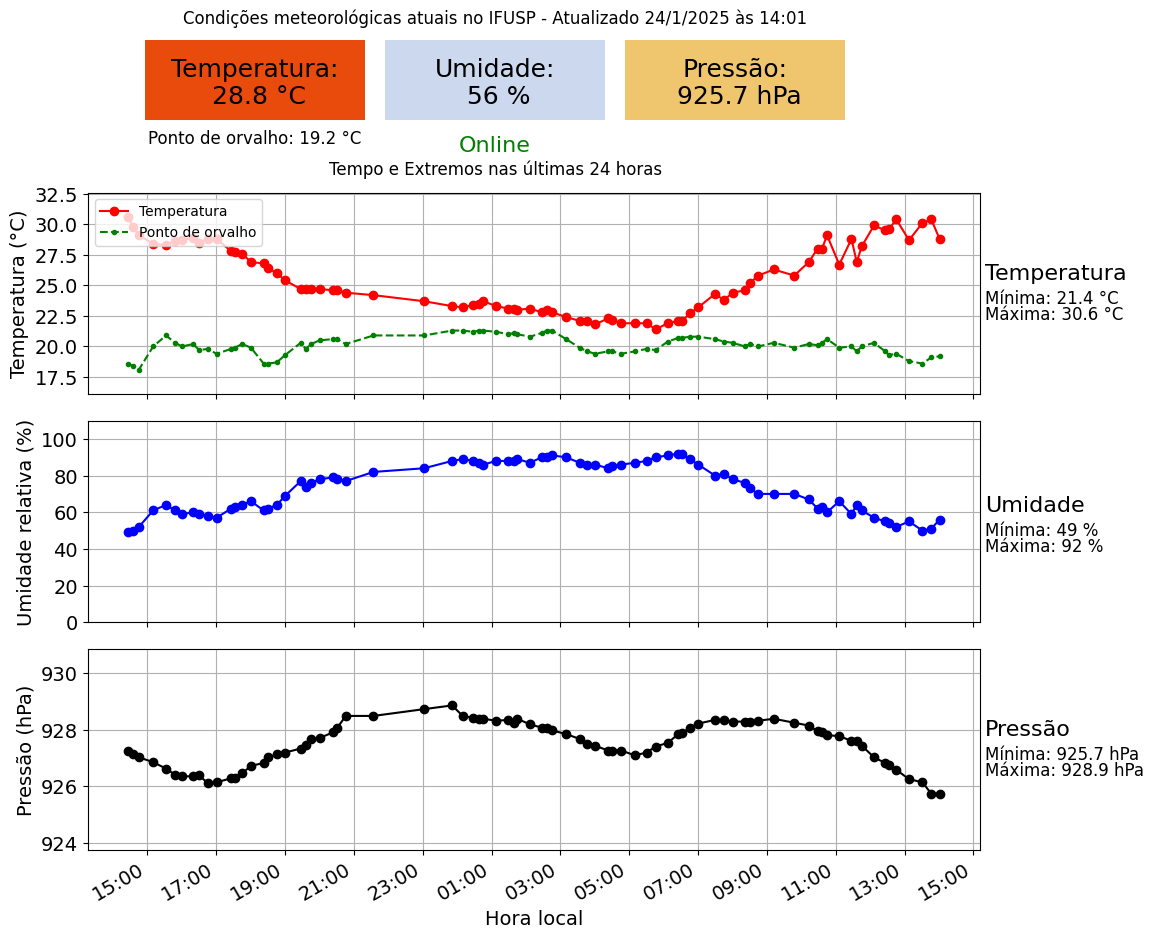 Condições meteorológicas atuais no IFUSP - Atualizado 24/1/2025 às 14:01
Temperatura:
28.8 °C
Umidade:
56 %
Pressão:
925.7 hPa
Ponto de orvalho: 19.2 °C
Online
Tempo e Extremos nas últimas 24 horas
Temperatura (°C)
32.5
30.0
27.5
25.0
22.5
20.0
17.5
Temperatura
Ponto de orvalho
Temperatura
Mínima: 21.4 °C
Máxima: 30.6 °C
Umidade relativa (%)
100
80
60
40
20
0
Umidade
Mínima: 49 %
Máxima: 92 %
Pressão (hPa)
930
928
926
924
Pressão
Mínima: 925.7 hPa
Máxima: 928.9 hPa
15:00 17:00 19:00 21:00 23:00 01:00 03:00 05:00 07:00 09:00 11:00 13:00 15:00
Hora local